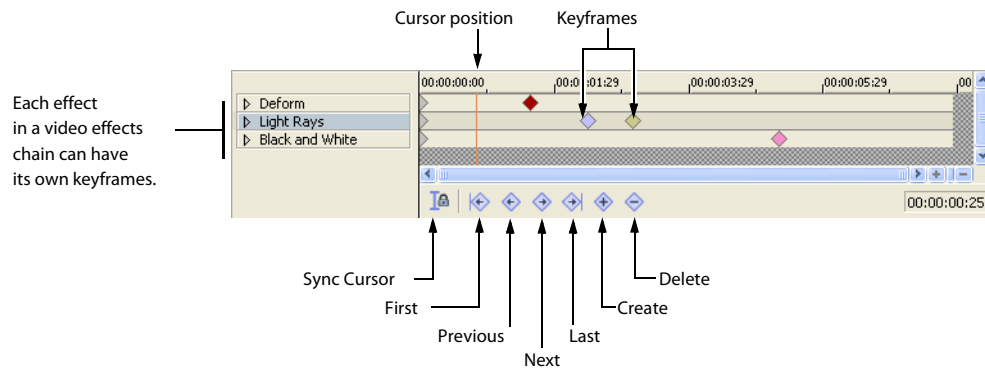 Cursor position
Keyframes
00:00:00:00
00:00:01:29
00:00:03:29
00:00:05:29
00
Each effect
in a video effects
chain can have
its own keyframes.
Deform
Light Rays
Black and White
00:00:00:25
Sync Cursor
Delete
First
Create
Previous
Last
Next